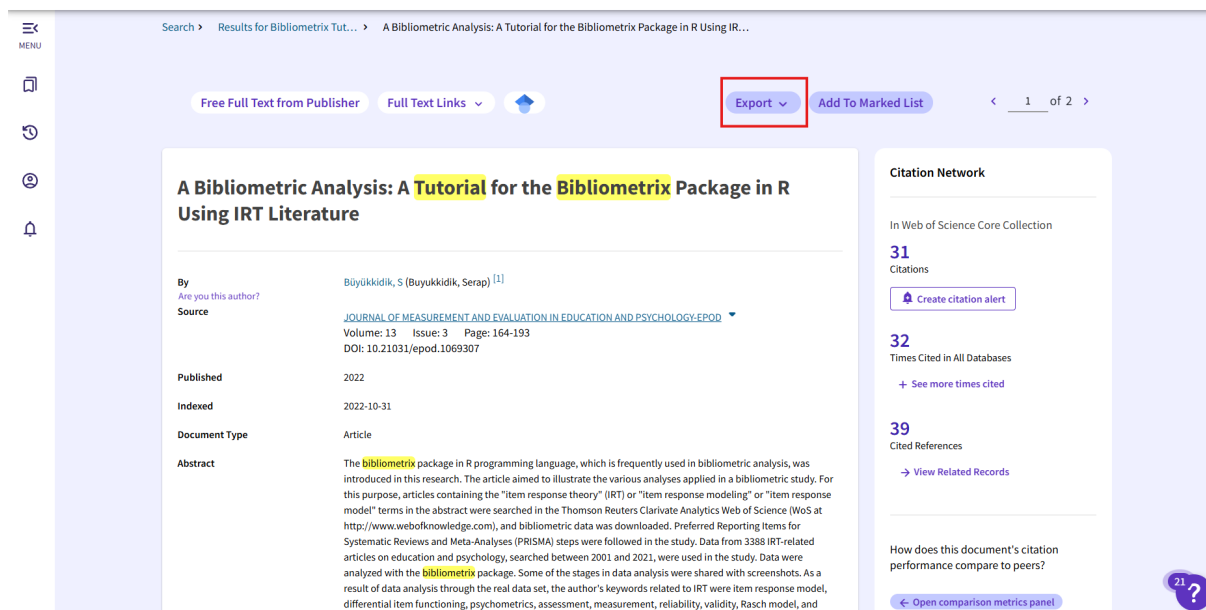 MENU
Search › Results for Bibliometrix Tut... › A Bibliometric Analysis: A Tutorial for the Bibliometrix Package in R Using IR...
Free Full Text from Publisher Full Text Links Export Add To Marked List 1 of 2
A Bibliometric Analysis: A Tutorial for the Bibliometrix Package in R
Using IRT Literature
By Büyükkidik, S (Buyukkidik, Serap) [1]
Are you this author?
Source JOURNAL OF MEASUREMENT AND EVALUATION IN EDUCATION AND PSYCHOLOGY-EPOD
Volume: 13 Issue: 3 Page: 164-193
DOI: 10.21031/epod.1069307
Published 2022
Indexed 2022-10-31
Document Type Article
Abstract The bibliometrix package in R programming language, which is frequently used in bibliometric analysis, was
introduced in this research. The article aimed to illustrate the various analyses applied in a bibliometric study. For
this purpose, articles containing the "item response theory" (IRT) or "item response modeling" or "item response
model" terms in the abstract were searched in the Thomson Reuters Clarivate Analytics Web of Science (WoS at
http://www.webofknowledge.com), and bibliometric data was downloaded. Preferred Reporting Items for
Systematic Reviews and Meta-Analyses (PRISMA) steps were followed in the study. Data from 3388 IRT-related
articles on education and psychology, searched between 2001 and 2021, were used in the study. Data were
analyzed with the bibliometrix package. Some of the stages in data analysis were shared with screenshots. As a
result of data analysis through the real data set, the author's keywords related to IRT were item response model,
differential item functioning, psychometrics, assessment, measurement, reliability, validity, Rasch model, and
Citation Network
In Web of Science Core Collection
31
Citations
Create citation alert
32
Times Cited in All Databases
+ See more times cited
39
Cited References
→ View Related Records
How does this document's citation
performance compare to peers?
← Open comparison metrics panel
21
?